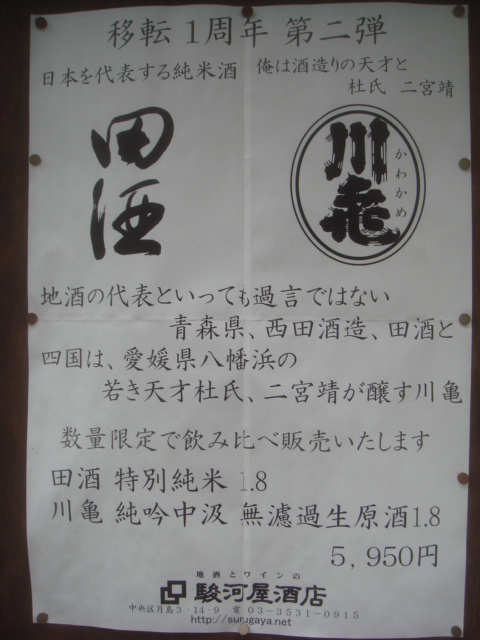 移転1周年 第二弾
日本を代表する純米酒
俺は酒造りの天才と
杜氏 二宮靖
田酒
川亀
かわかめ
地酒の代表といっても過言ではない
青森県、西田酒造、田酒と
四国は、愛媛県八幡浜の
若き天才杜氏、二宮靖が醸す川亀
数量限定で飲み比べ販売いたします
田酒 特別純米 1.8
川亀 純吟中汲 無濾過生原酒1.8
5,950円
地酒とワインの
駿河屋酒店
中央区月島3-14-9 電 03-3531-0915
http://surugaya.net